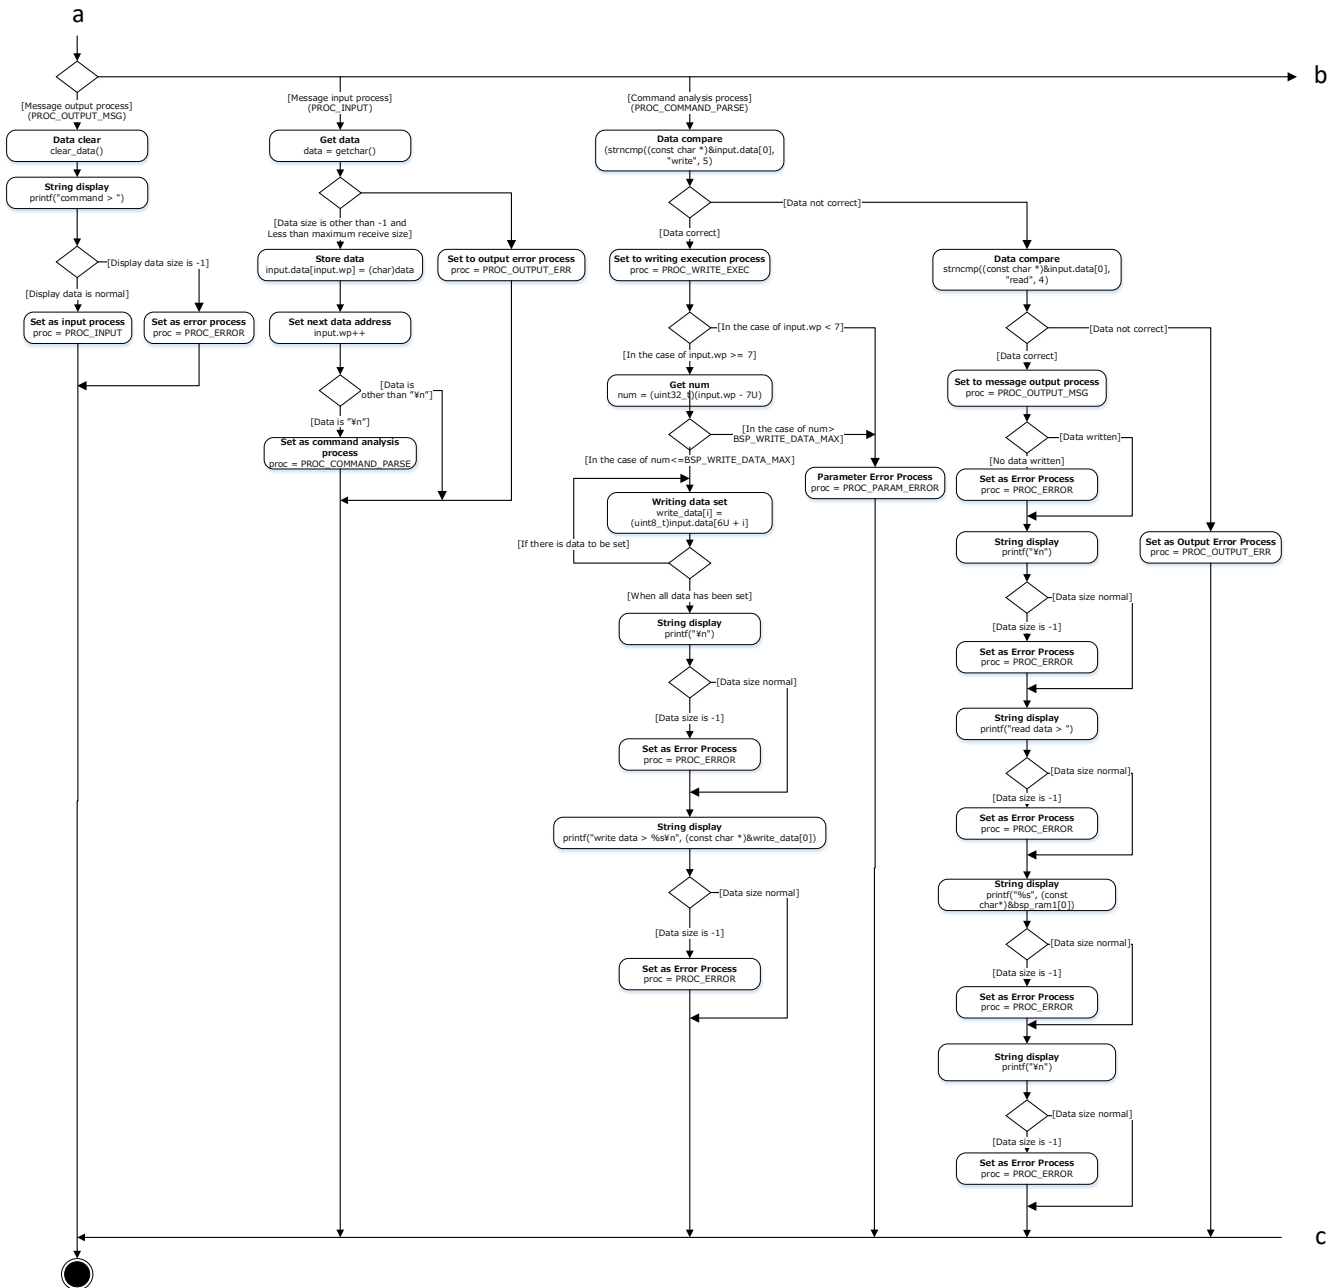 a
b
[Message output process]
(PROC_OUTPUT_MSG)
Data clear
clear_data()
String display
printf("command > ")
[Display data size is -1]
[Display data is normal]
Set as input process
proc = PROC_INPUT
Set as error process
proc = PROC_ERROR
[Message input process]
(PROC_INPUT)
Get data
data = getchar()
[Data size is other than -1 and
Less than maximum receive size]
Store data
input.data[input.wp] = (char)data
Set to output error process
proc = PROC_OUTPUT_ERR
Set next data address
input.wp++
[Data is
other than "¥n"]
[Data is "¥n"]
Set as command analysis
process
proc = PROC_COMMAND_PARSE
[Command analysis process]
(PROC_COMMAND_PARSE)
Data compare
(strncmp((const char *)&input.data[0],
"write", 5)
[Data not correct]
[Data correct]
Set to writing execution process
proc = PROC_WRITE_EXEC
[In the case of input.wp < 7]
[In the case of input.wp >= 7]
Get num
num = (uint32_t)(input.wp - 7U)
[In the case of num>
BSP_WRITE_DATA_MAX]
[In the case of num<=BSP_WRITE_DATA_MAX]
Parameter Error Process
proc = PROC_PARAM_ERROR
Writing data set
write_data[i] =
(uint8_t)input.data[6U + i]
[If there is data to be set]
[When all data has been set]
String display
printf("¥n")
[Data size normal]
[Data size is -1]
Set as Error Process
proc = PROC_ERROR
String display
printf("write data > %s¥n", (const char *)&write_data[0])
[Data size normal]
[Data size is -1]
Set as Error Process
proc = PROC_ERROR
Data compare
strncmp((const char *)&input.data[0],
"read", 4)
[Data not correct]
[Data correct]
Set to message output process
proc = PROC_OUTPUT_MSG
[Data written]
[No data written]
Set as Error Process
proc = PROC_ERROR
String display
printf("¥n")
Set as Output Error Process
proc = PROC_OUTPUT_ERR
[Data size normal]
[Data size is -1]
Set as Error Process
proc = PROC_ERROR
String display
printf("read data > ")
[Data size normal]
[Data size is -1]
Set as Error Process
proc = PROC_ERROR
String display
printf("%s", (const
char*)&bsp_ram1[0])
[Data size normal]
[Data size is -1]
Set as Error Process
proc = PROC_ERROR
String display
printf("¥n")
[Data size normal]
[Data size is -1]
Set as Error Process
proc = PROC_ERROR
c